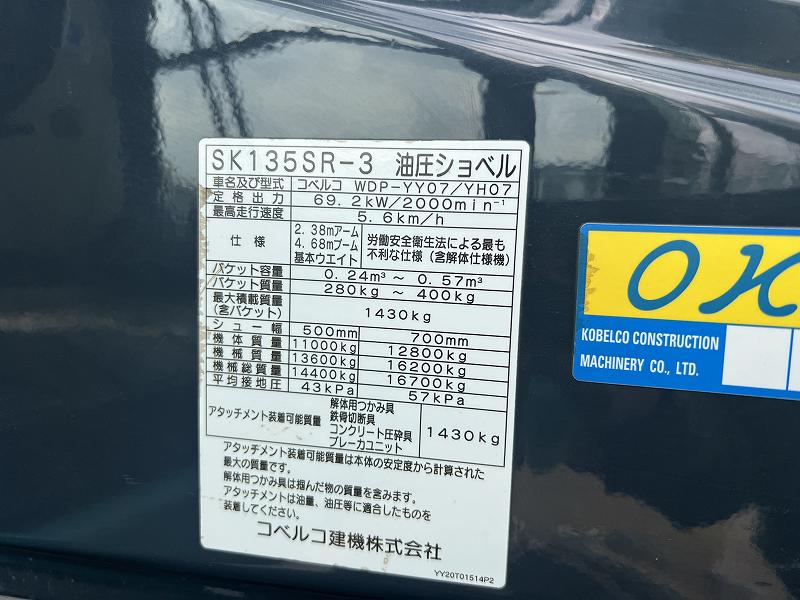 SK135SR-3 油圧ショベル
車名及び型式 コベルコ WDP-YY07/YH07
定格出力 69.2kW/2000min⁻¹
最高走行速度 5.6km/h
仕様 2.38mアーム 4.68mブーム 基本ウエイト 労働安全衛生法による最も不利な仕様(含解体仕様機)
バケット容量 0.24m³ ~ 0.57m³
バケット質量 280kg ~ 400kg
最大積載質量(含バケット) 1430kg
シュー幅 500mm 700mm
機体質量 11000kg 12800kg
機械質量 13600kg 16200kg
機械総質量 14400kg 16700kg
平均接地圧 43kPa 57kPa
アタッチメント装着可能質量 解体用つかみ具 鉄骨切断具 コンクリート圧砕具 ブレーカユニット 1430kg
アタッチメント装着可能質量は本体の安定度から計算された
最大の質量です。
解体用つかみ具は掴んだ物の質量を含みます。
アタッチメントは油量、油圧等に適合したものを
装着してください。
コベルコ建機株式会社
YY20T01514P2
OK
KOBELCO CONSTRUCTION
MACHINERY CO., LTD.